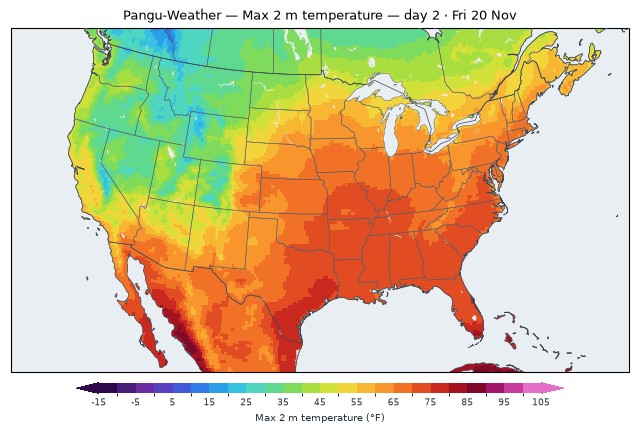 Pangu-Weather — Max 2 m temperature — day 2 · Fri 20 Nov
-15 -5 5 15 25 35 45 55 65 75 85 95 105
Max 2 m temperature (°F)